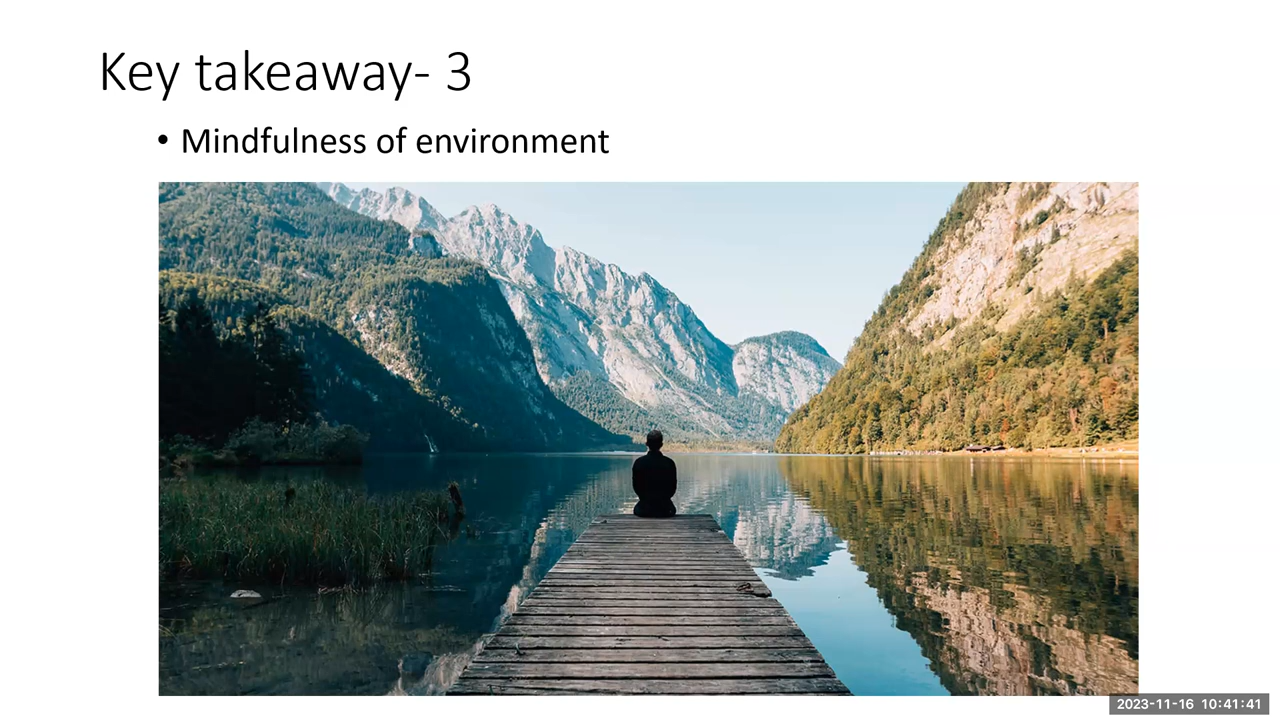 Key takeaway- 3
• Mindfulness of environment
2023-11-16 10:41:41